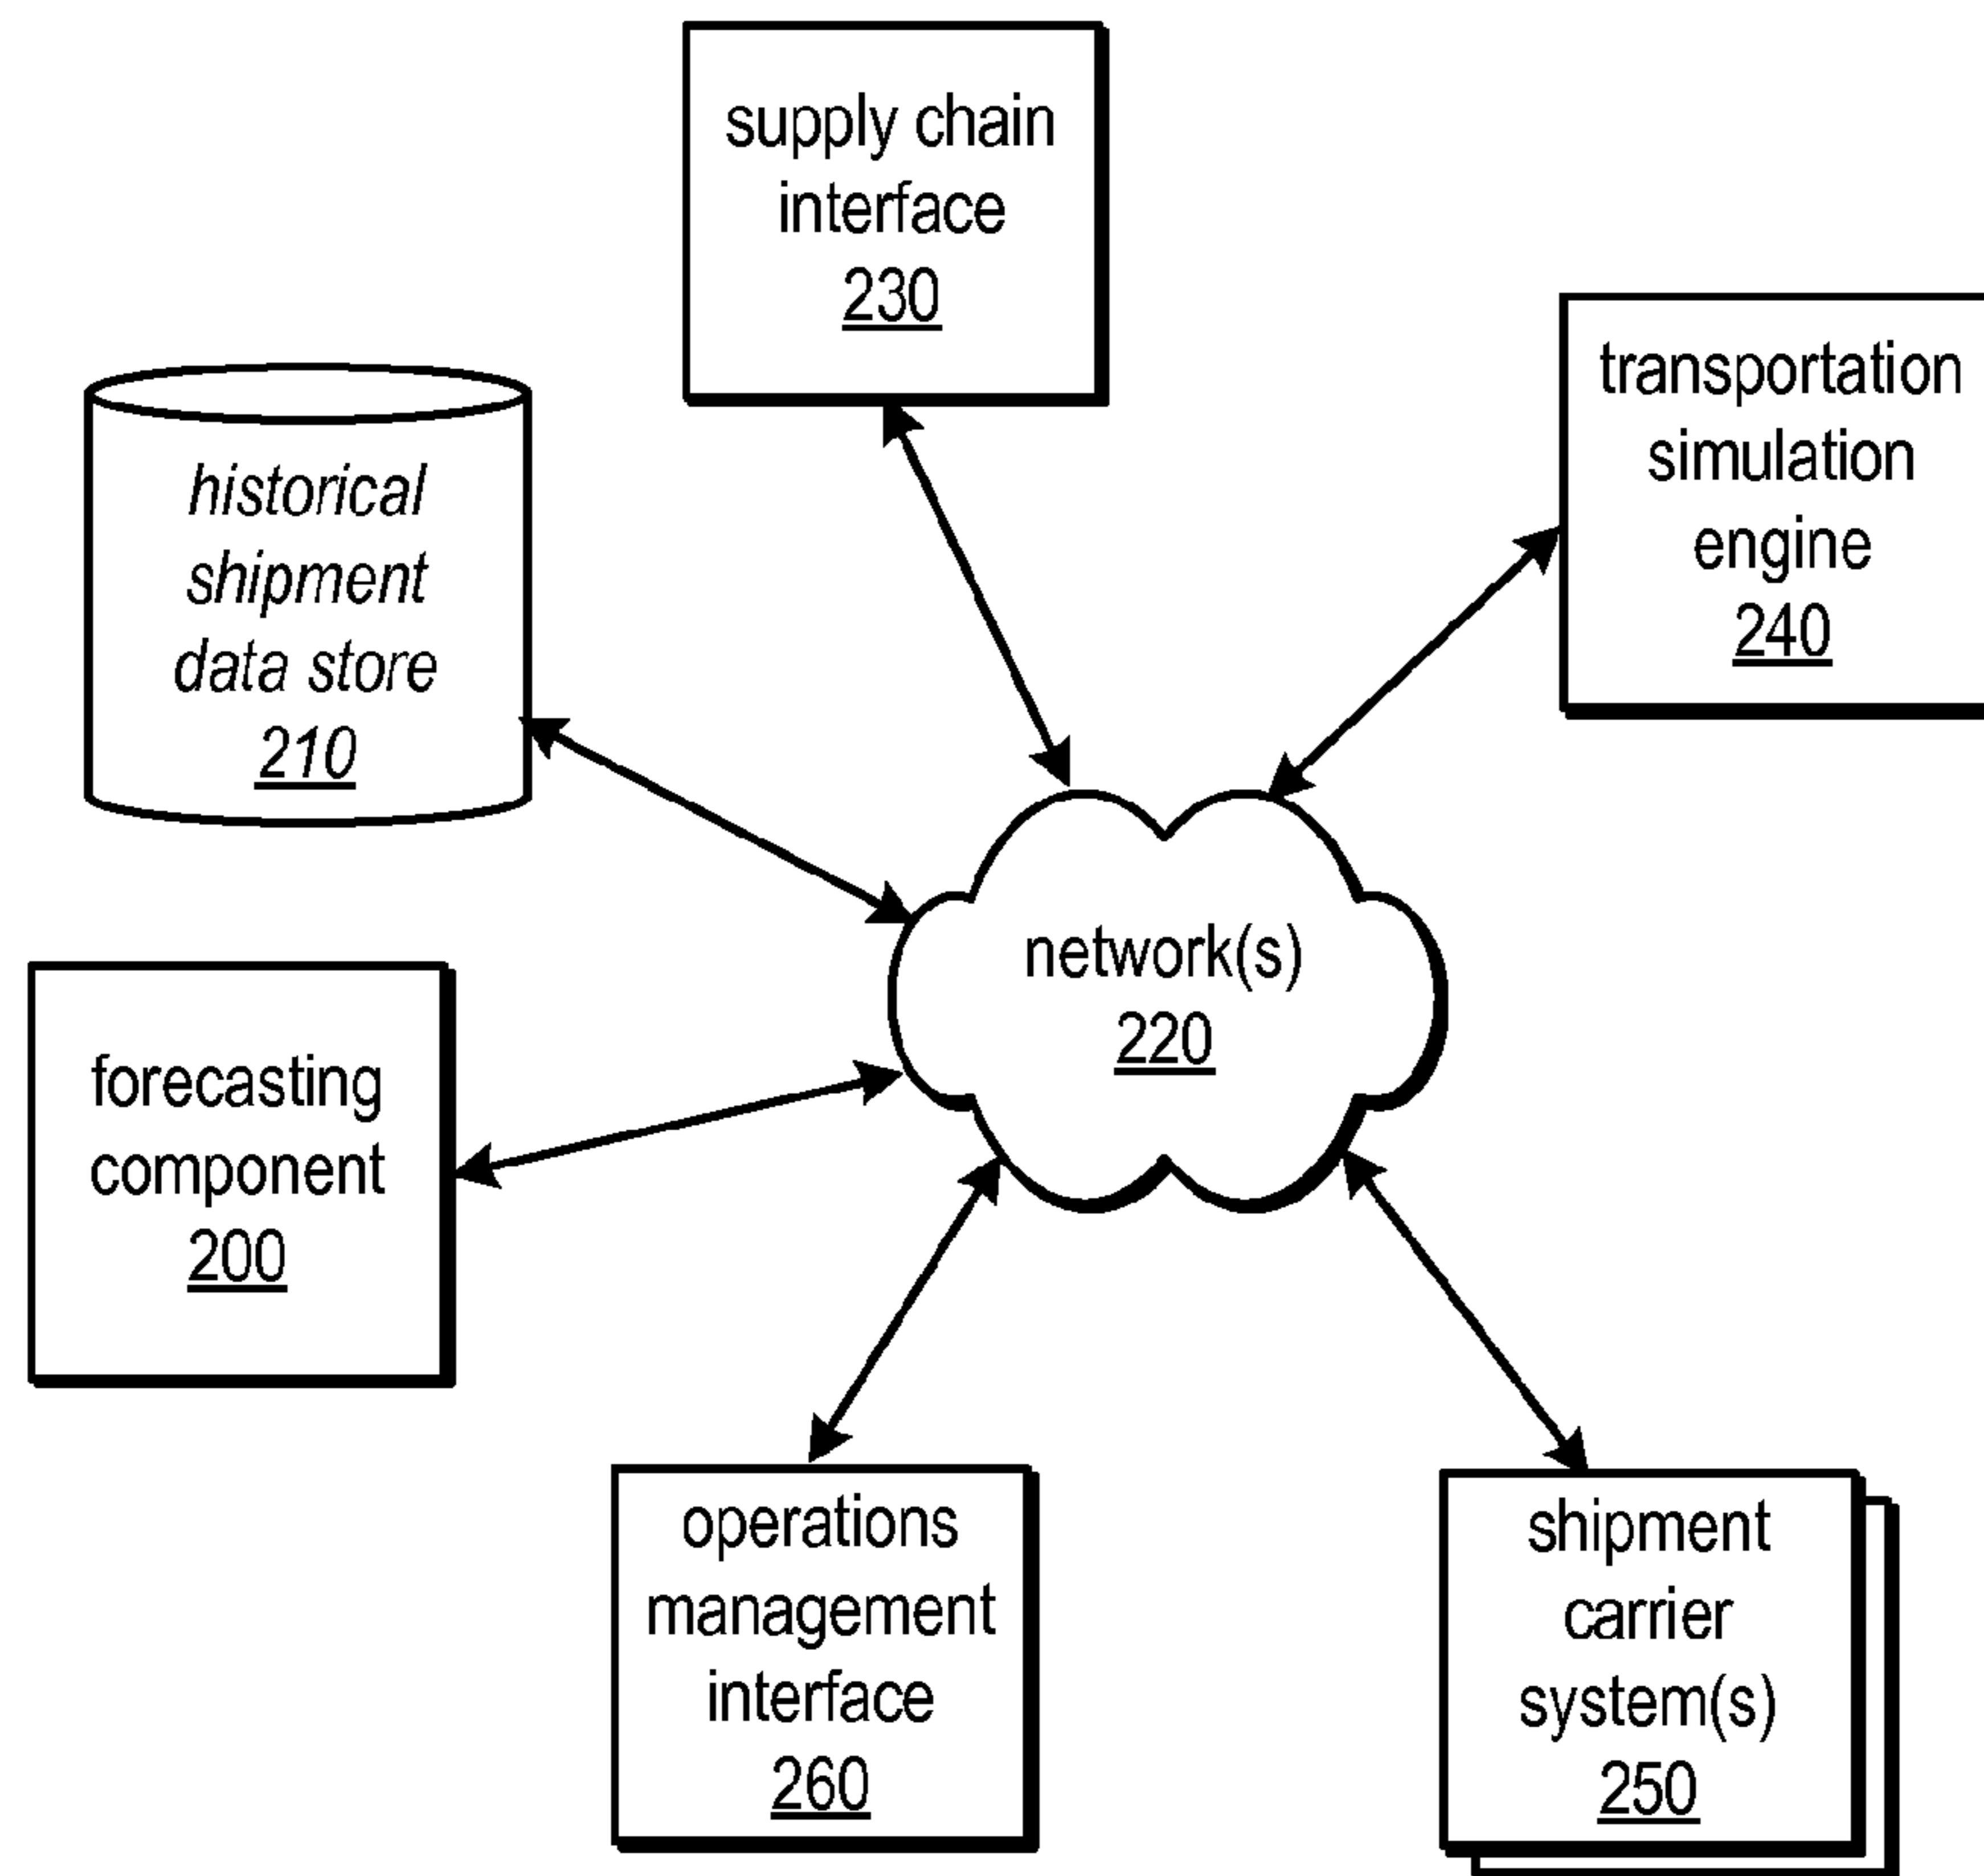 supply chain
interface
230
transportation
simulation
engine
240
historical
shipment
data store
210
network(s)
220
forecasting
component
200
operations
management
interface
260
shipment
carrier
system(s)
250